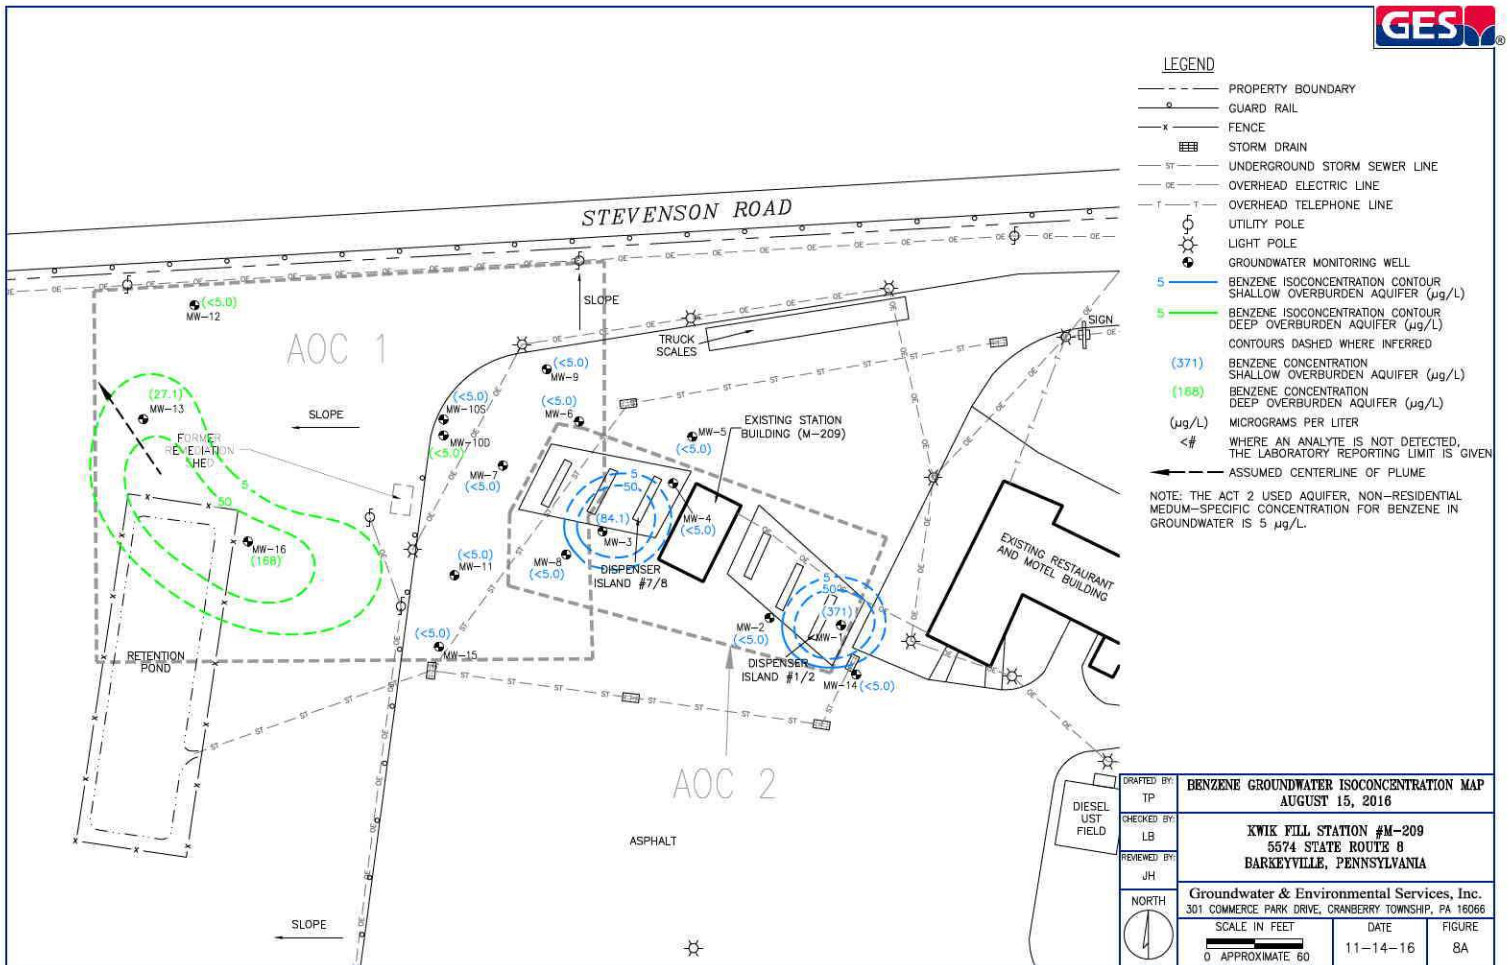 GES®
LEGEND
PROPERTY BOUNDARY
GUARD RAIL
x FENCE
STORM DRAIN
ST UNDERGROUND STORM SEWER LINE
OE OVERHEAD ELECTRIC LINE
T T OVERHEAD TELEPHONE LINE
UTILITY POLE
LIGHT POLE
GROUNDWATER MONITORING WELL
5 BENZENE ISOCONCENTRATION CONTOUR
SHALLOW OVERBURDEN AQUIFER (µg/L)
5 BENZENE ISOCONCENTRATION CONTOUR
DEEP OVERBURDEN AQUIFER (µg/L)
CONTOURS DASHED WHERE INFERRED
(371) BENZENE CONCENTRATION
SHALLOW OVERBURDEN AQUIFER (µg/L)
(168) BENZENE CONCENTRATION
DEEP OVERBURDEN AQUIFER (µg/L)
(µg/L) MICROGRAMS PER LITER
<# WHERE AN ANALYTE IS NOT DETECTED,
THE LABORATORY REPORTING LIMIT IS GIVEN
ASSUMED CENTERLINE OF PLUME
NOTE: THE ACT 2 USED AQUIFER, NON-RESIDENTIAL
MEDUM-SPECIFIC CONCENTRATION FOR BENZENE IN
GROUNDWATER IS 5 µg/L.
STEVENSON ROAD
(<5.0)
MW-12
AOC 1
SLOPE
TRUCK
SCALES
SIGN
(<5.0)
MW-9
(27.1)
MW-13
SLOPE
(<5.0)
MW-10S
MW-10D
(<5.0)
(<5.0)
MW-6
MW-5
(<5.0)
EXISTING STATION
BUILDING (M-209)
FORMER
REMEDIATION
SHED
5
50
MW-7
(<5.0)
5
50
(84.1)
MW-3
MW-4
(<5.0)
MW-16
(168)
(<5.0)
MW-11
MW-8
(<5.0)
DISPENSER
ISLAND #7/8
EXISTING RESTAURANT
AND MOTEL BUILDING
5
50
(371)
MW-1
MW-2
(<5.0)
(<5.0)
MW-15
RETENTION
POND
DISPENSER
ISLAND #1/2
MW-14 (<5.0)
AOC 2
ASPHALT
DIESEL
UST
FIELD
SLOPE
DRAFTED BY:
TP
CHECKED BY:
LB
REVIEWED BY:
JH
NORTH
BENZENE GROUNDWATER ISOCONCENTRATION MAP
AUGUST 15, 2016
KWIK FILL STATION #M-209
5574 STATE ROUTE 8
BARKEYVILLE, PENNSYLVANIA
Groundwater & Environmental Services, Inc.
301 COMMERCE PARK DRIVE, CRANBERRY TOWNSHIP, PA 16066
SCALE IN FEET
0 APPROXIMATE 60
DATE
11-14-16
FIGURE
8A